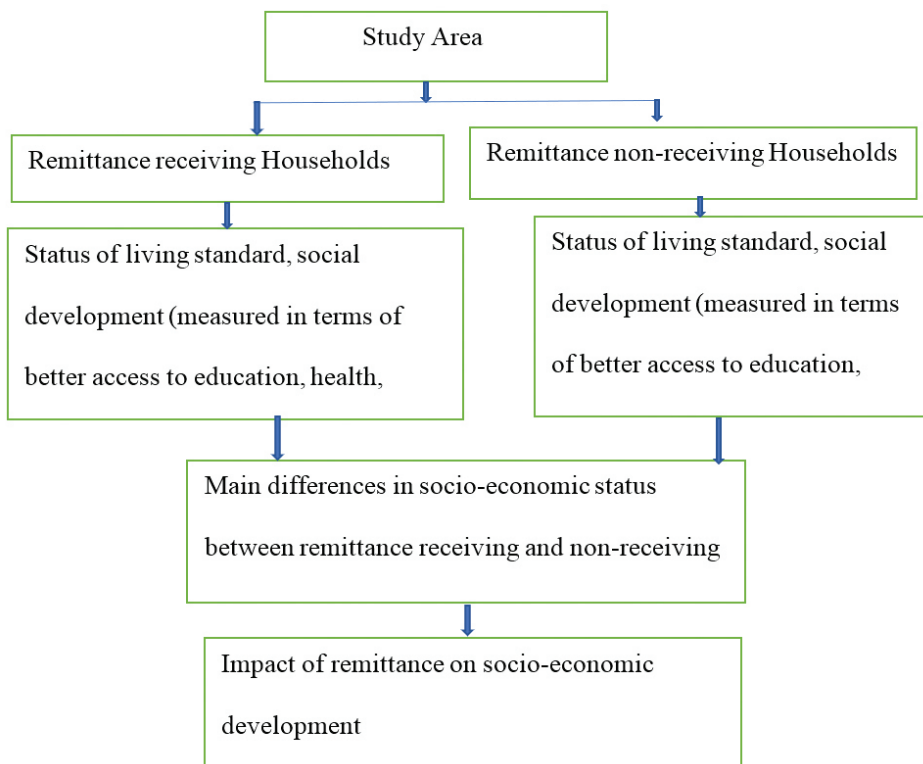 Study Area
Remittance receiving Households
Remittance non-receiving Households
Status of living standard, social
development (measured in terms of
better access to education, health,
Status of living standard, social
development (measured in terms
of better access to education,
Main differences in socio-economic status
between remittance receiving and non-receiving
Impact of remittance on socio-economic
development